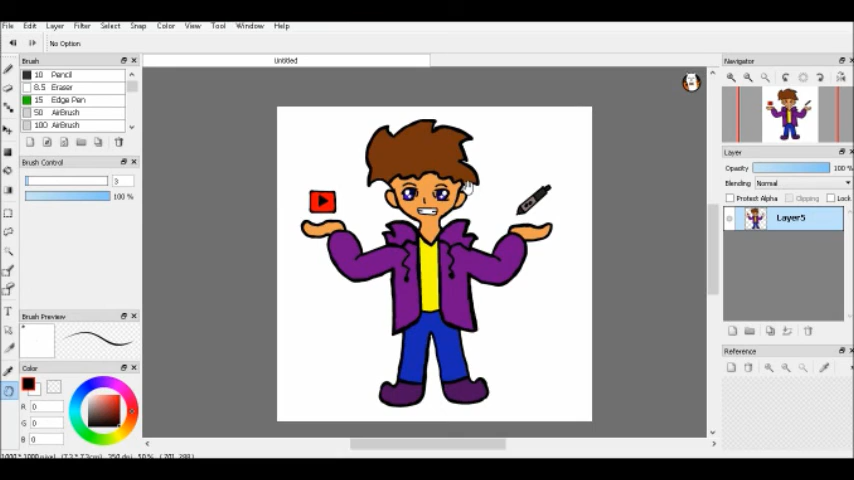 File Edit Layer Filter Select Snap Color View Tool Window Help
No Option
Brush
Untitled
Navigator
10 Pencil
8.5 Eraser
15 Edge Pen
50 AirBrush
100 AirBrush
Brush Control
3
100 %
Layer
Opacity 100 %
Blending Normal
Protect Alpha Clipping Lock
Layer5
Brush Preview
Reference
Color
R 0
G 0
B 0